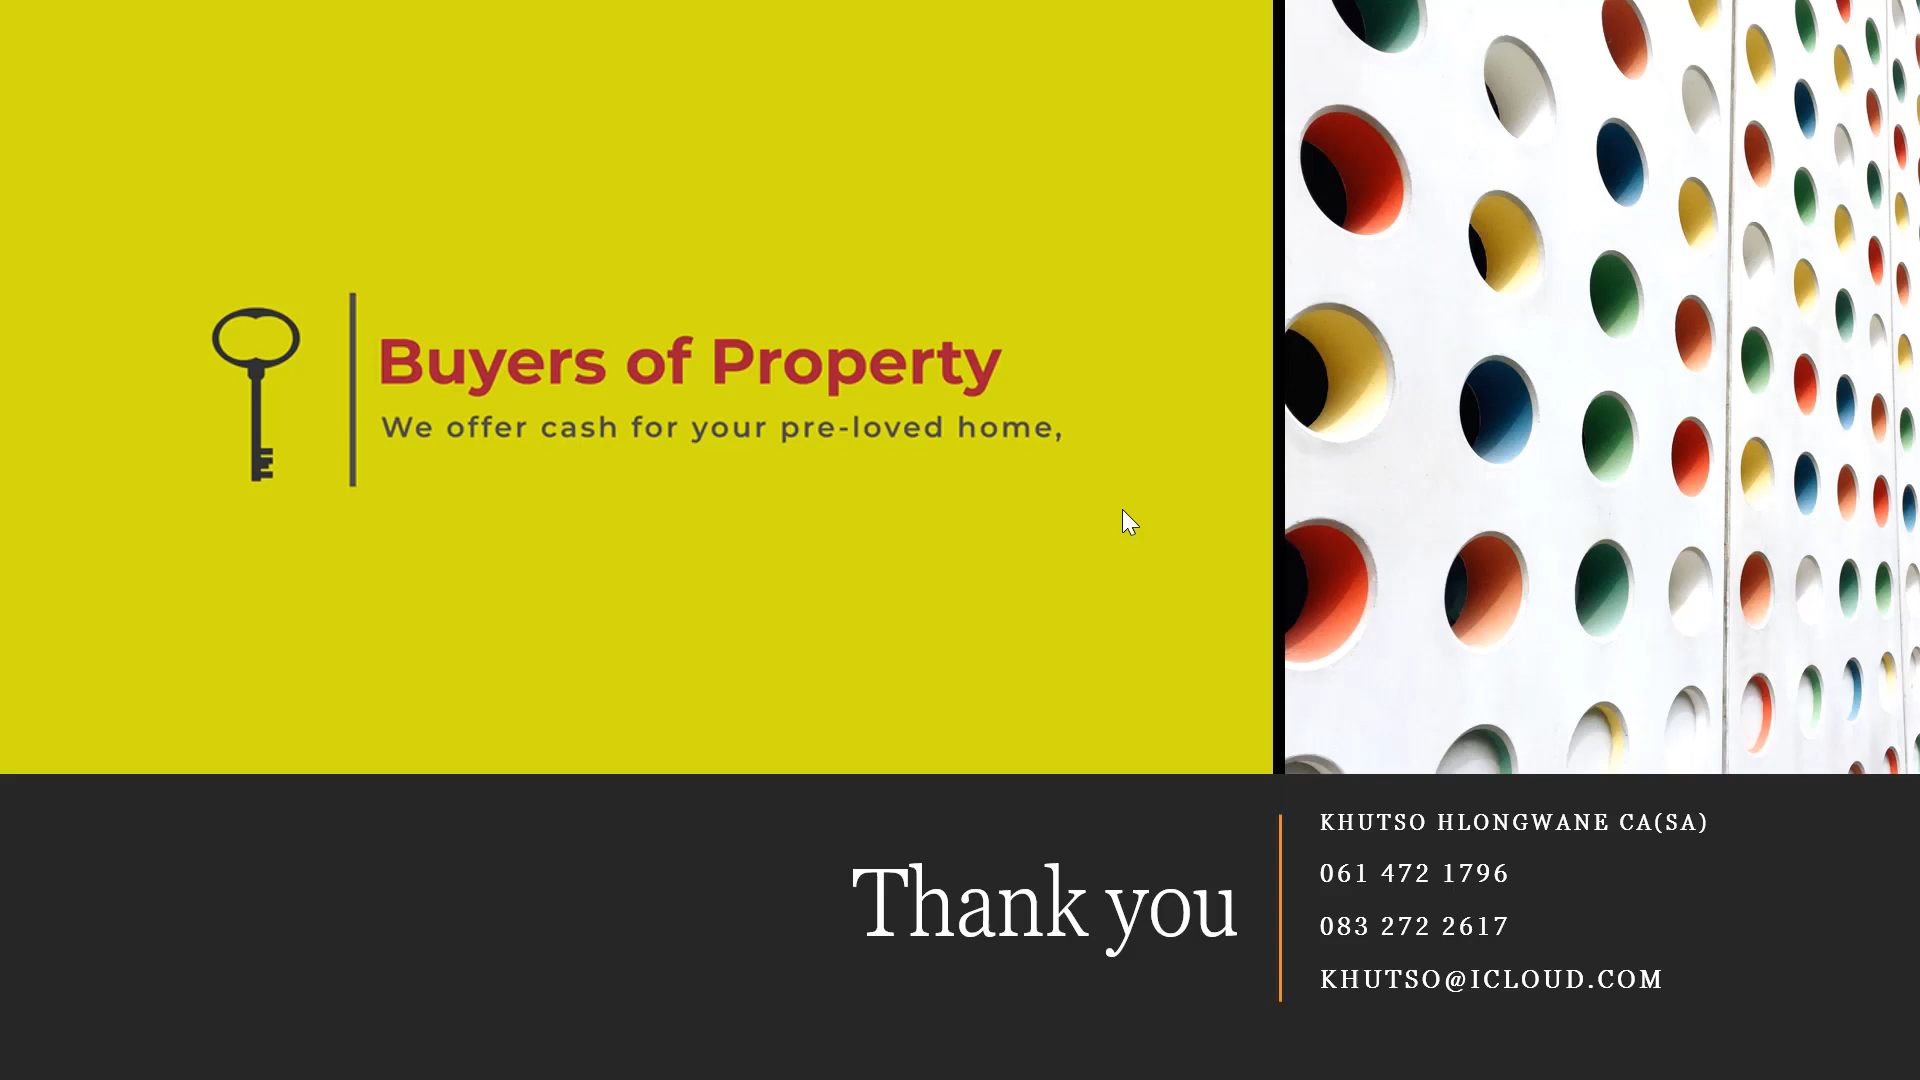 Buyers of Property
We offer cash for your pre-loved home,
Thank you
KHUTSO HLONGWANE CA(SA)
061 472 1796
083 272 2617
KHUTSO@ICLOUD.COM